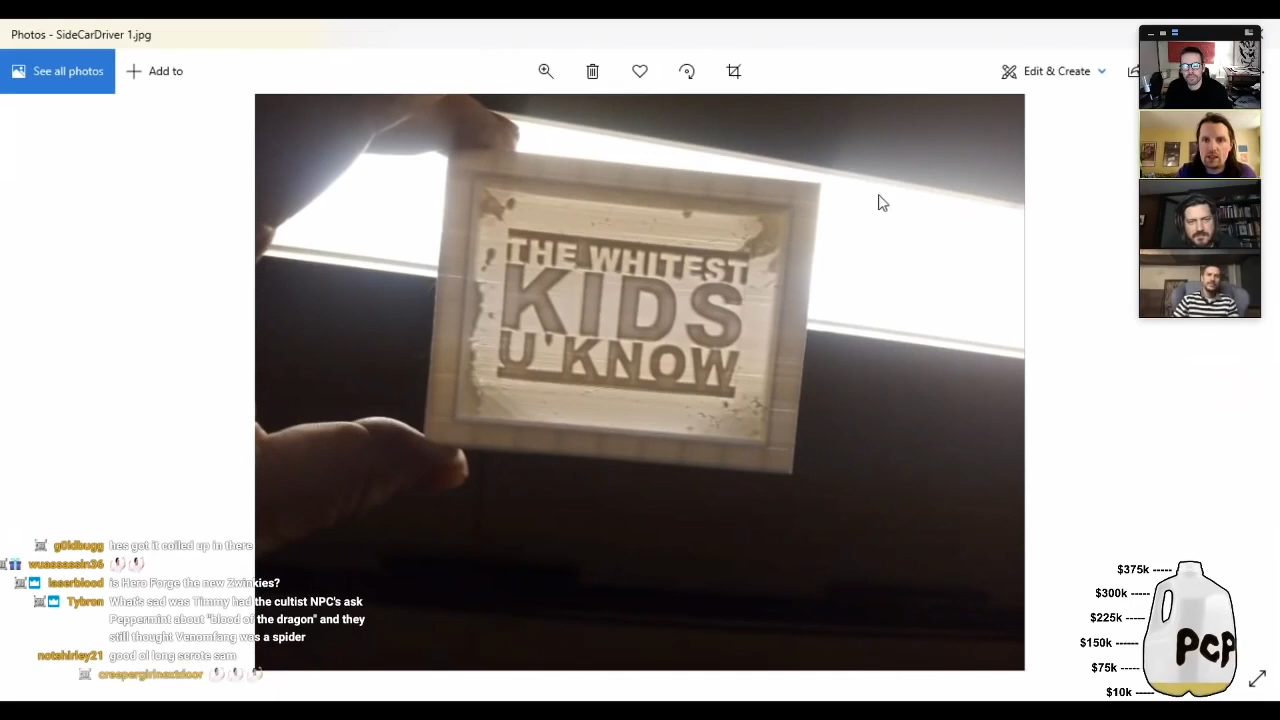 Photos - SideCarDriver 1.jpg
See all photos
Add to
Edit & Create
THE WHITEST
KIDS
U'KNOW
g0ldbugg hes got it coiled up in there
wuassassin36
laserblood is Hero Forge the new Zwinkies?
Tybron What's sad was Timmy had the cultist NPC's ask
Peppermint about "blood of the dragon" and they
still thought Venomfang was a spider
notshirley21 good ol long scrote sam
creepergirlnextdoor
$375k -----
$300k ----
$225k -----
$150k -----
$75k -----
$10k ----
PCP